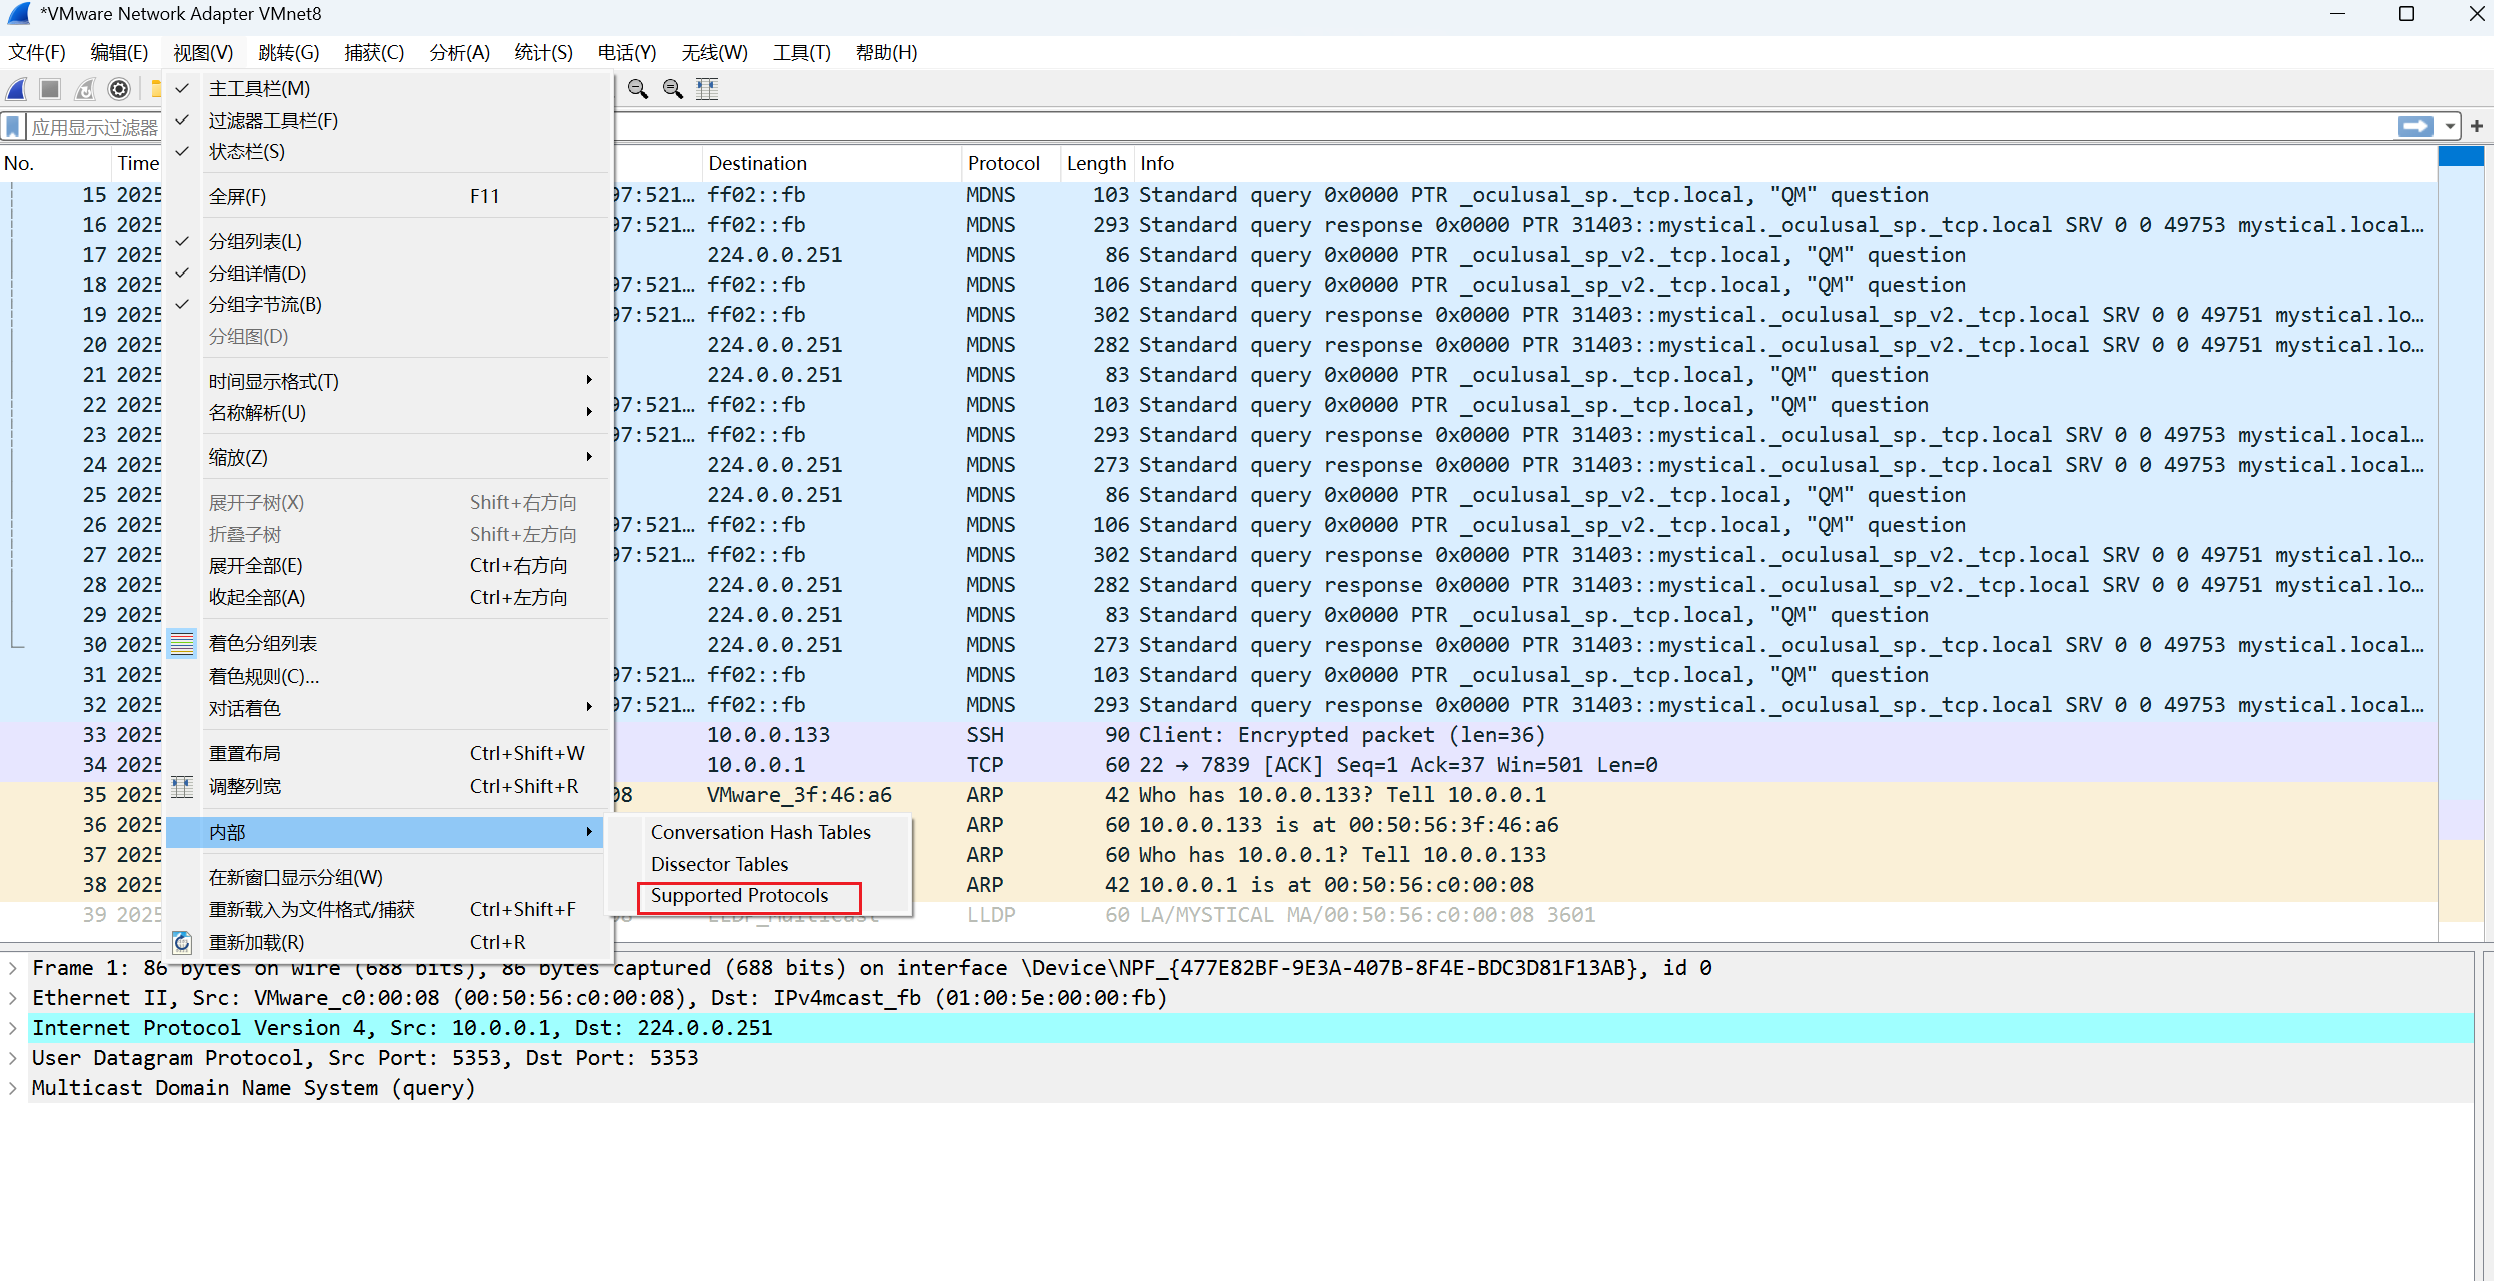 *VMware Network Adapter VMnet8
文件(F) 编辑(E) 视图(V) 跳转(G) 捕获(C) 分析(A) 统计(S) 电话(Y) 无线(W) 工具(T) 帮助(H)
应用显示过滤器
主工具栏(M)
过滤器工具栏(F)
状态栏(S)
全屏(F) F11
分组列表(L)
分组详情(D)
分组字节流(B)
分组图(D)
时间显示格式(T)
名称解析(U)
缩放(Z)
展开子树(X) Shift+右方向
折叠子树 Shift+左方向
展开全部(E) Ctrl+右方向
收起全部(A) Ctrl+左方向
着色分组列表
着色规则(C)...
对话着色
重置布局 Ctrl+Shift+W
调整列宽 Ctrl+Shift+R
内部
在新窗口显示分组(W)
重新载入为文件格式/捕获 Ctrl+Shift+F
重新加载(R) Ctrl+R
Conversation Hash Tables
Dissector Tables
Supported Protocols
No. Time Destination Protocol Length Info
15 2025 97:521… ff02::fb MDNS 103 Standard query 0x0000 PTR _oculusal_sp._tcp.local, "QM" question
16 2025 97:521… ff02::fb MDNS 293 Standard query response 0x0000 PTR 31403::mystical._oculusal_sp._tcp.local SRV 0 0 49753 mystical.local…
17 2025 224.0.0.251 86 Standard query 0x0000 PTR _oculusal_sp_v2._tcp.local, "QM" question
18 2025 97:521… ff02::fb MDNS 106 Standard query 0x0000 PTR _oculusal_sp_v2._tcp.local, "QM" question
19 2025 97:521… ff02::fb MDNS 302 Standard query response 0x0000 PTR 31403::mystical._oculusal_sp_v2._tcp.local SRV 0 0 49751 mystical.lo…
20 2025 224.0.0.251 MDNS 282 Standard query response 0x0000 PTR 31403::mystical._oculusal_sp_v2._tcp.local SRV 0 0 49751 mystical.lo…
21 2025 224.0.0.251 MDNS 83 Standard query 0x0000 PTR _oculusal_sp._tcp.local, "QM" question
22 2025 97:521… ff02::fb MDNS 103 Standard query 0x0000 PTR _oculusal_sp._tcp.local, "QM" question
23 2025 97:521… ff02::fb MDNS 293 Standard query response 0x0000 PTR 31403::mystical._oculusal_sp._tcp.local SRV 0 0 49753 mystical.local…
24 2025 224.0.0.251 MDNS 273 Standard query response 0x0000 PTR 31403::mystical._oculusal_sp._tcp.local SRV 0 0 49753 mystical.local…
25 2025 224.0.0.251 MDNS 86 Standard query 0x0000 PTR _oculusal_sp_v2._tcp.local, "QM" question
26 2025 97:521… ff02::fb MDNS 106 Standard query 0x0000 PTR _oculusal_sp_v2._tcp.local, "QM" question
27 2025 97:521… ff02::fb MDNS 302 Standard query response 0x0000 PTR 31403::mystical._oculusal_sp_v2._tcp.local SRV 0 0 49751 mystical.lo…
28 2025 224.0.0.251 MDNS 282 Standard query response 0x0000 PTR 31403::mystical._oculusal_sp_v2._tcp.local SRV 0 0 49751 mystical.lo…
29 2025 224.0.0.251 MDNS 83 Standard query 0x0000 PTR _oculusal_sp._tcp.local, "QM" question
30 2025 224.0.0.251 MDNS 273 Standard query response 0x0000 PTR 31403::mystical._oculusal_sp._tcp.local SRV 0 0 49753 mystical.local…
31 2025 97:521… ff02::fb MDNS 103 Standard query 0x0000 PTR _oculusal_sp._tcp.local, "QM" question
32 2025 97:521… ff02::fb MDNS 293 Standard query response 0x0000 PTR 31403::mystical._oculusal_sp._tcp.local SRV 0 0 49753 mystical.local…
33 2025 10.0.0.133 SSH 90 Client: Encrypted packet (len=36)
34 2025 10.0.0.1 TCP 60 22 → 7839 [ACK] Seq=1 Ack=37 Win=501 Len=0
35 2025 08 VMware_3f:46:a6 ARP 42 Who has 10.0.0.133? Tell 10.0.0.1
36 2025 ARP 60 10.0.0.133 is at 00:50:56:3f:46:a6
37 2025 ARP 60 Who has 10.0.0.1? Tell 10.0.0.133
38 2025 ARP 42 10.0.0.1 is at 00:50:56:c0:00:08
39 2025 08 LLDP_Multicast LLDP 60 LA/MYSTICAL MA/00:50:56:c0:00:08 3601
Frame 1: 86 bytes on wire (688 bits), 86 bytes captured (688 bits) on interface \Device\NPF_{477E82BF-9E3A-407B-8F4E-BDC3D81F13AB}, id 0
Ethernet II, Src: VMware_c0:00:08 (00:50:56:c0:00:08), Dst: IPv4mcast_fb (01:00:5e:00:00:fb)
Internet Protocol Version 4, Src: 10.0.0.1, Dst: 224.0.0.251
User Datagram Protocol, Src Port: 5353, Dst Port: 5353
Multicast Domain Name System (query)